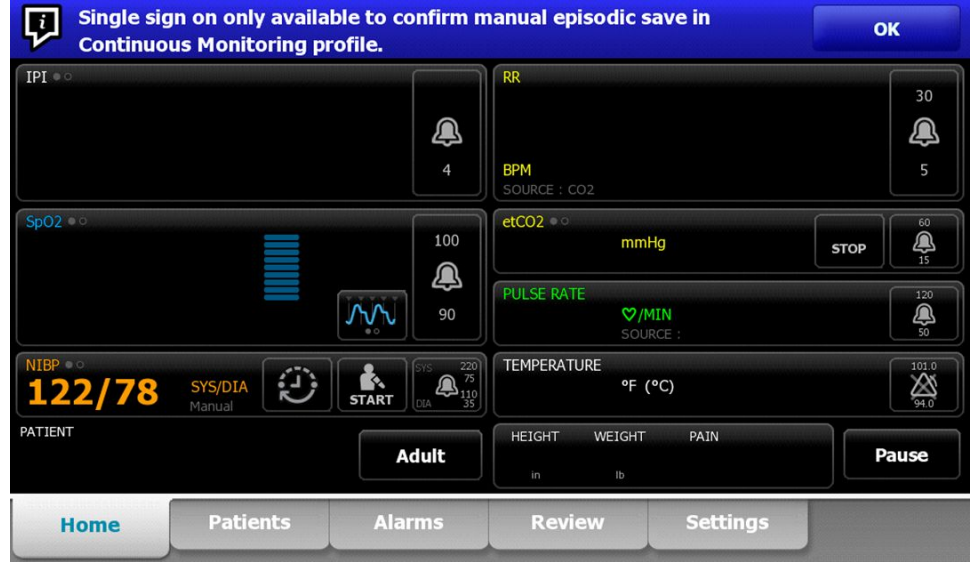 Single sign on only available to confirm manual episodic save in
Continuous Monitoring profile.
OK
IPI
4
RR
BPM
SOURCE : CO2
30
5
SpO2
100
90
etCO2
mmHg
STOP
60
15
PULSE RATE
/MIN
SOURCE :
120
50
NIBP
122/78
SYS/DIA
Manual
START
SYS 220
75
110
DIA 35
TEMPERATURE
°F (°C)
101.0
94.0
PATIENT
Adult
HEIGHT WEIGHT PAIN
in lb
Pause
Home Patients Alarms Review Settings